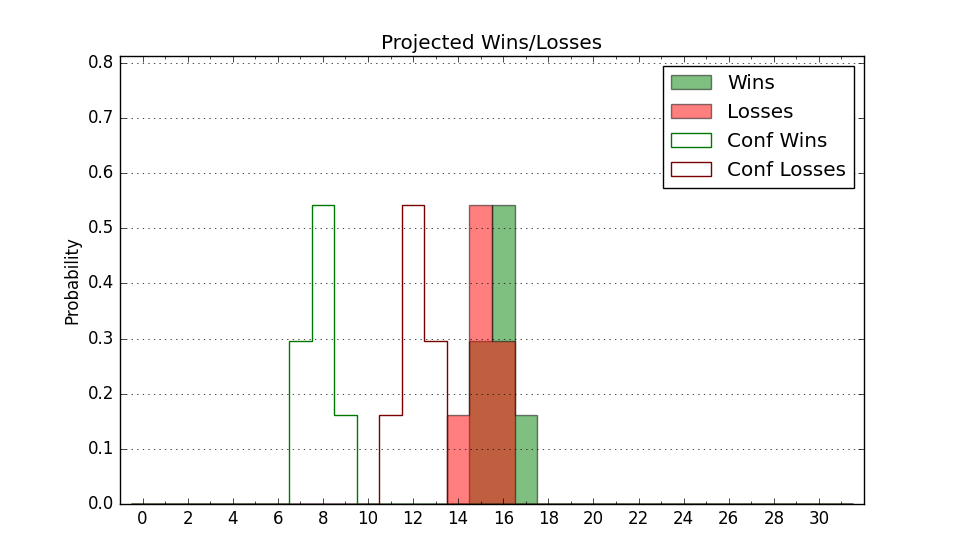 Projected Wins/Losses
Wins
Losses
Conf Wins
Conf Losses
Probability
0.8
0.7
0.6
0.5
0.4
0.3
0.2
0.1
0.0
0 2 4 6 8 10 12 14 16 18 20 22 24 26 28 30